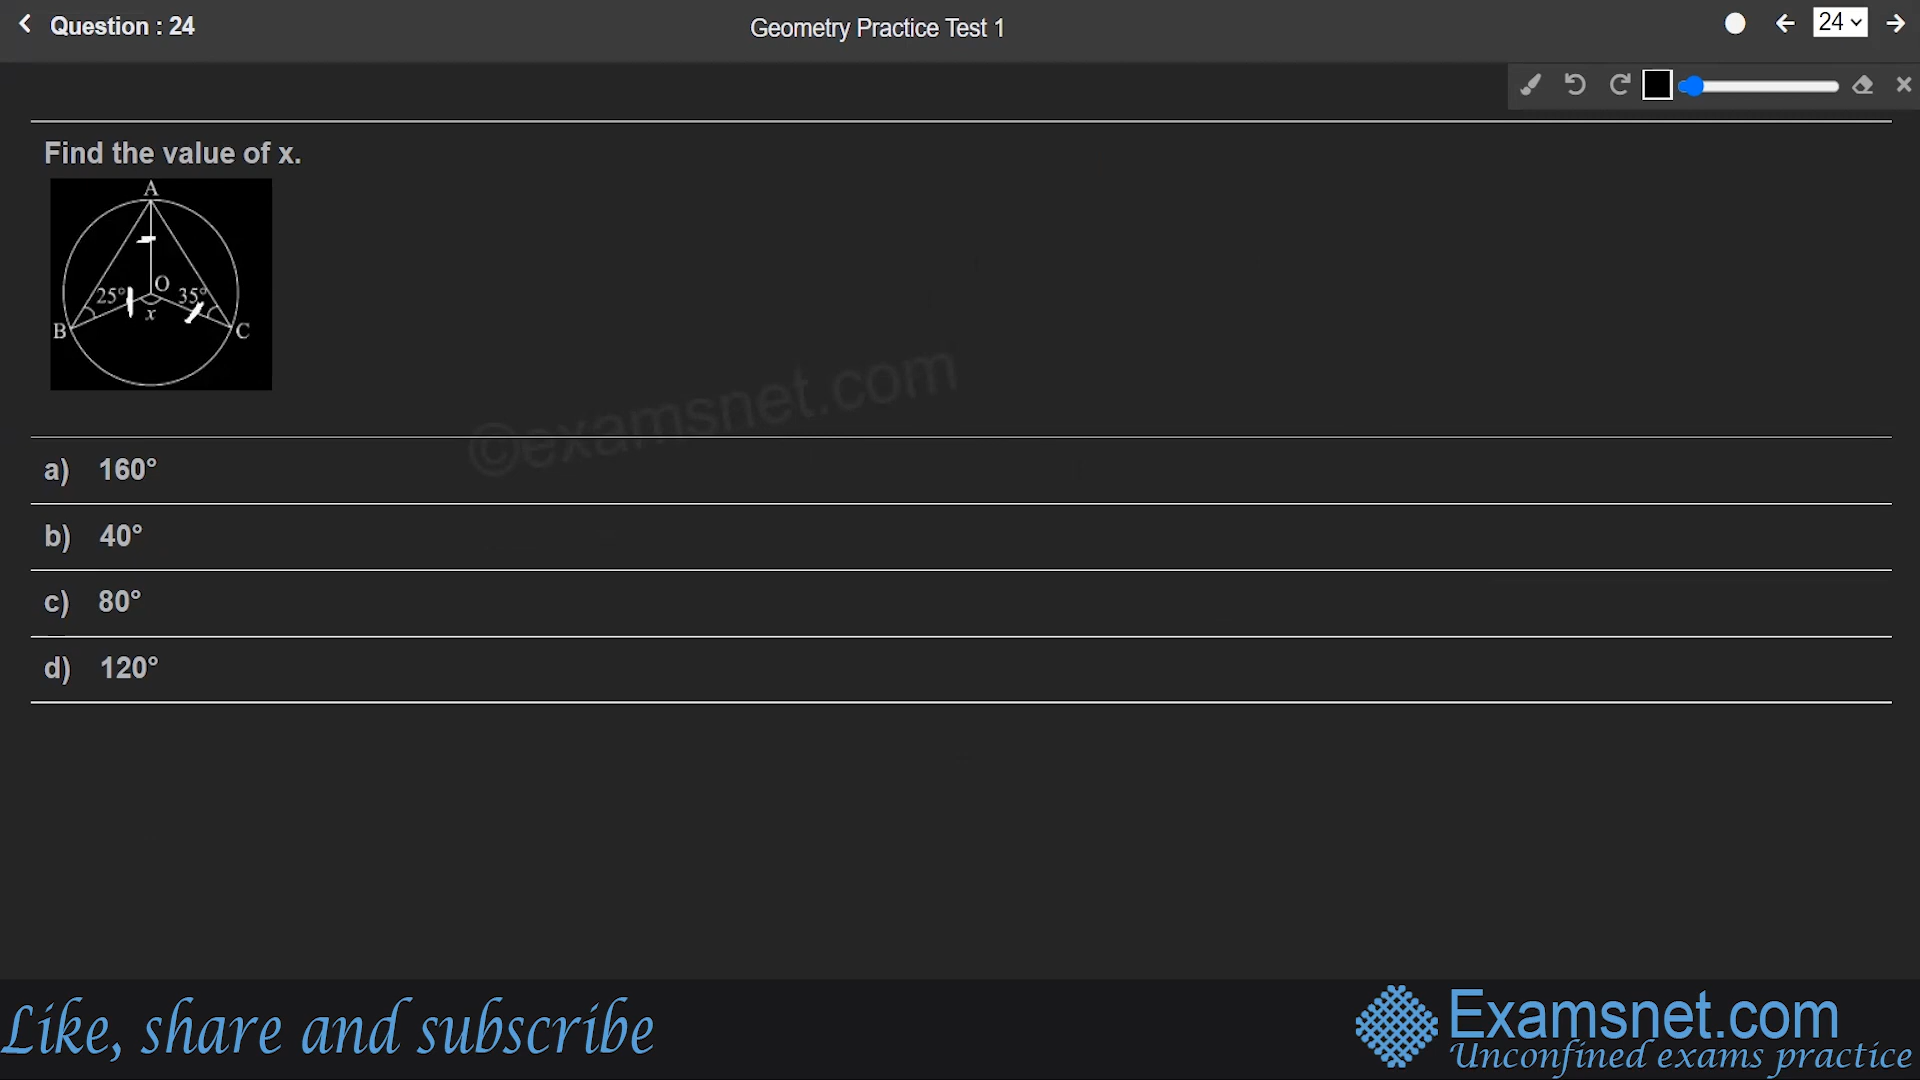 Question : 24
Geometry Practice Test 1
24
Find the value of x.
A
O
25° 35°
x
B C
©examsnet.com
a) 160°
b) 40°
c) 80°
d) 120°
Like, share and subscribe
Examsnet.com
Unconfined exams practice